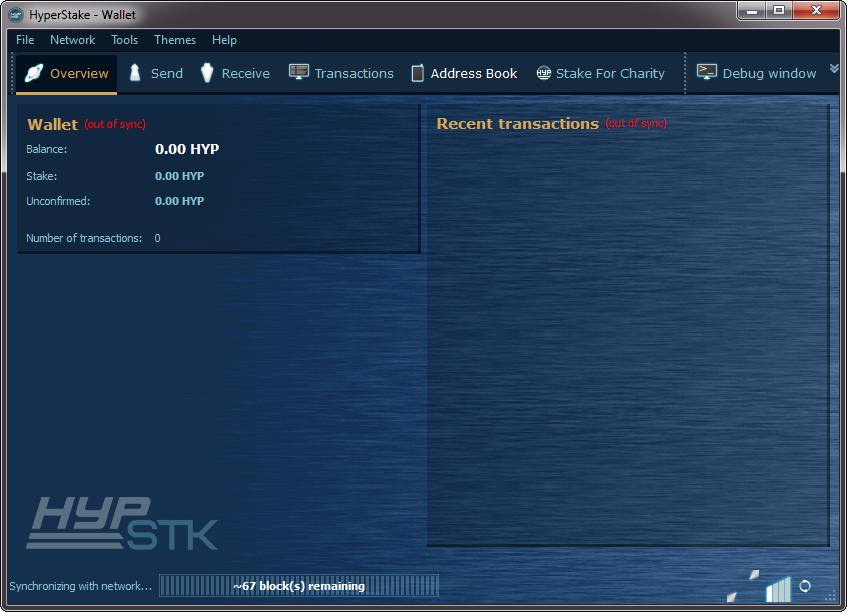 HyperStake - Wallet
File Network Tools Themes Help
Overview Send Receive Transactions Address Book HYP Stake For Charity >_ Debug window
Wallet (out of sync)
Balance: 0.00 HYP
Stake: 0.00 HYP
Unconfirmed: 0.00 HYP
Number of transactions: 0
Recent transactions (out of sync)
HYP
STK
Synchronizing with network... ~67 block(s) remaining